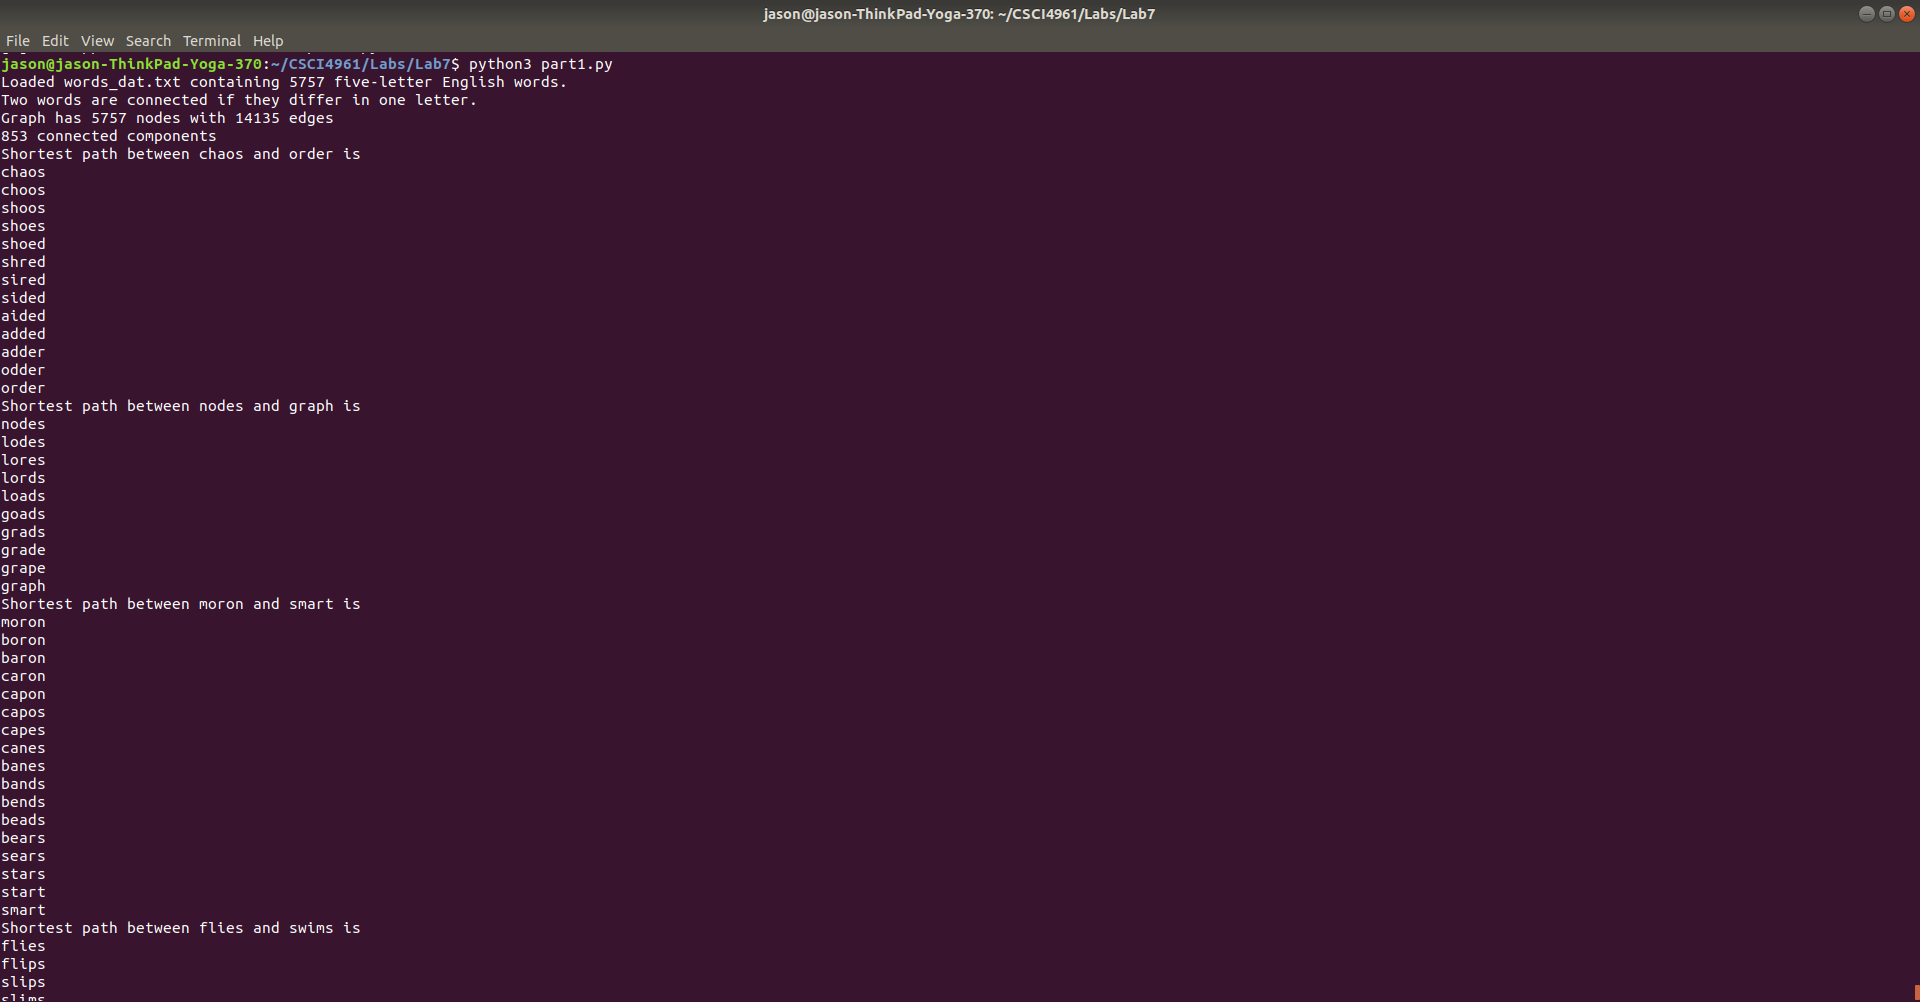 jason@jason-ThinkPad-Yoga-370: ~/CSCI4961/Labs/Lab7
File Edit View Search Terminal Help
jason@jason-ThinkPad-Yoga-370:~/CSCI4961/Labs/Lab7$ python3 part1.py
Loaded words_dat.txt containing 5757 five-letter English words.
Two words are connected if they differ in one letter.
Graph has 5757 nodes with 14135 edges
853 connected components
Shortest path between chaos and order is
chaos
choos
shoos
shoes
shoed
shred
sired
sided
aided
added
adder
odder
order
Shortest path between nodes and graph is
nodes
lodes
lores
lords
loads
goads
grads
grade
grape
graph
Shortest path between moron and smart is
moron
boron
baron
caron
capon
capos
capes
canes
banes
bands
bends
beads
bears
sears
stars
start
smart
Shortest path between flies and swims is
flies
flips
slips
slims